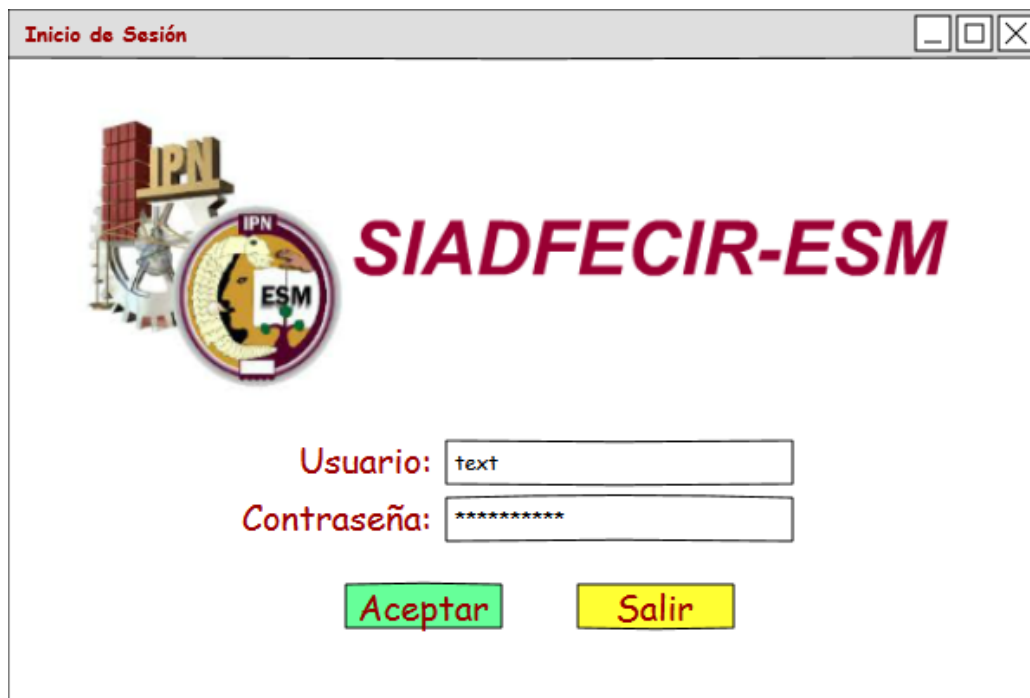 Inicio de Sesión
IPN
IPN
ESM
SIADFECIR-ESM
Usuario: text
Contraseña: **********
Aceptar Salir